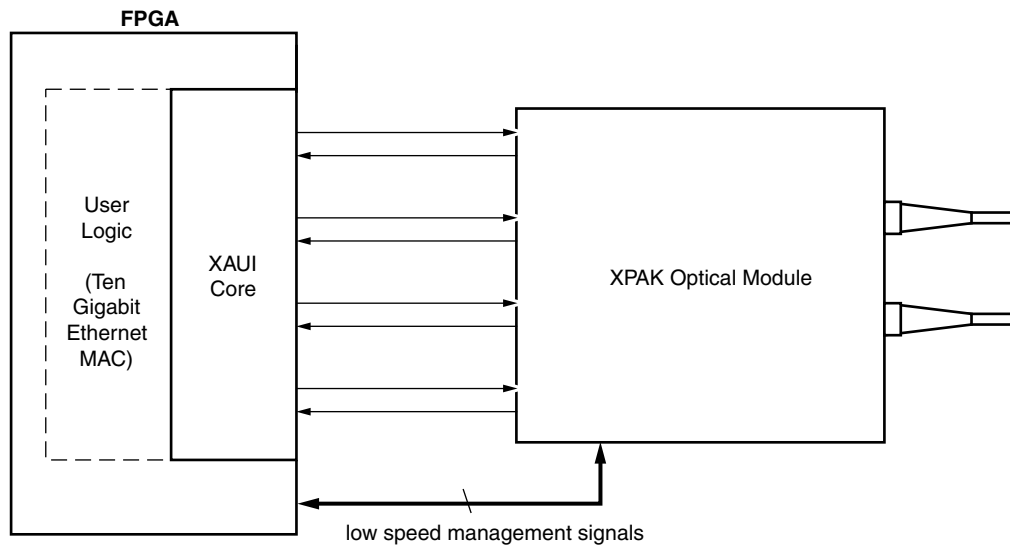 FPGA
User
Logic
(Ten
Gigabit
Ethernet
MAC)
XAUI
Core
XPAK Optical Module
low speed management signals